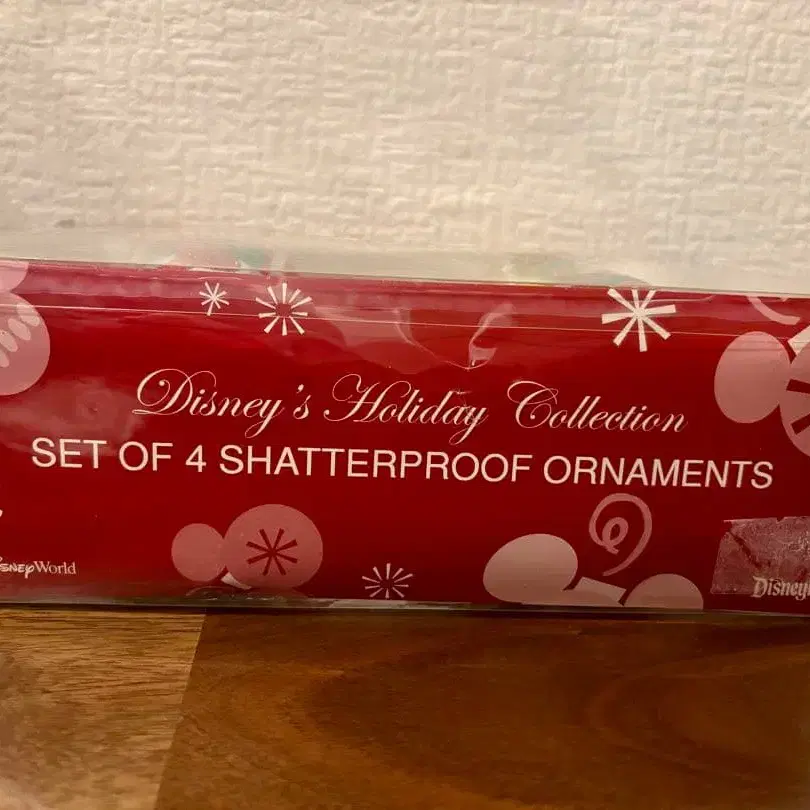 Disney's Holiday Collection
SET OF 4 SHATTERPROOF ORNAMENTS
World